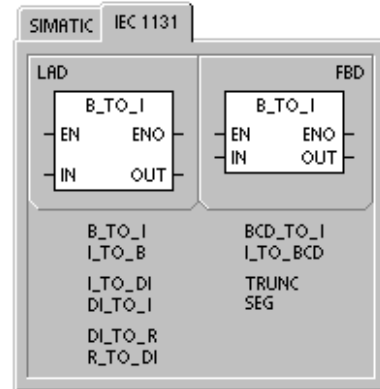 SIMATIC IEC 1131
LAD FBD
B_TO_I B_TO_I
EN ENO EN ENO
IN OUT IN OUT
B_TO_I BCD_TO_I
I_TO_B I_TO_BCD
I_TO_DI TRUNC
DI_TO_I SEG
DI_TO_R
R_TO_DI